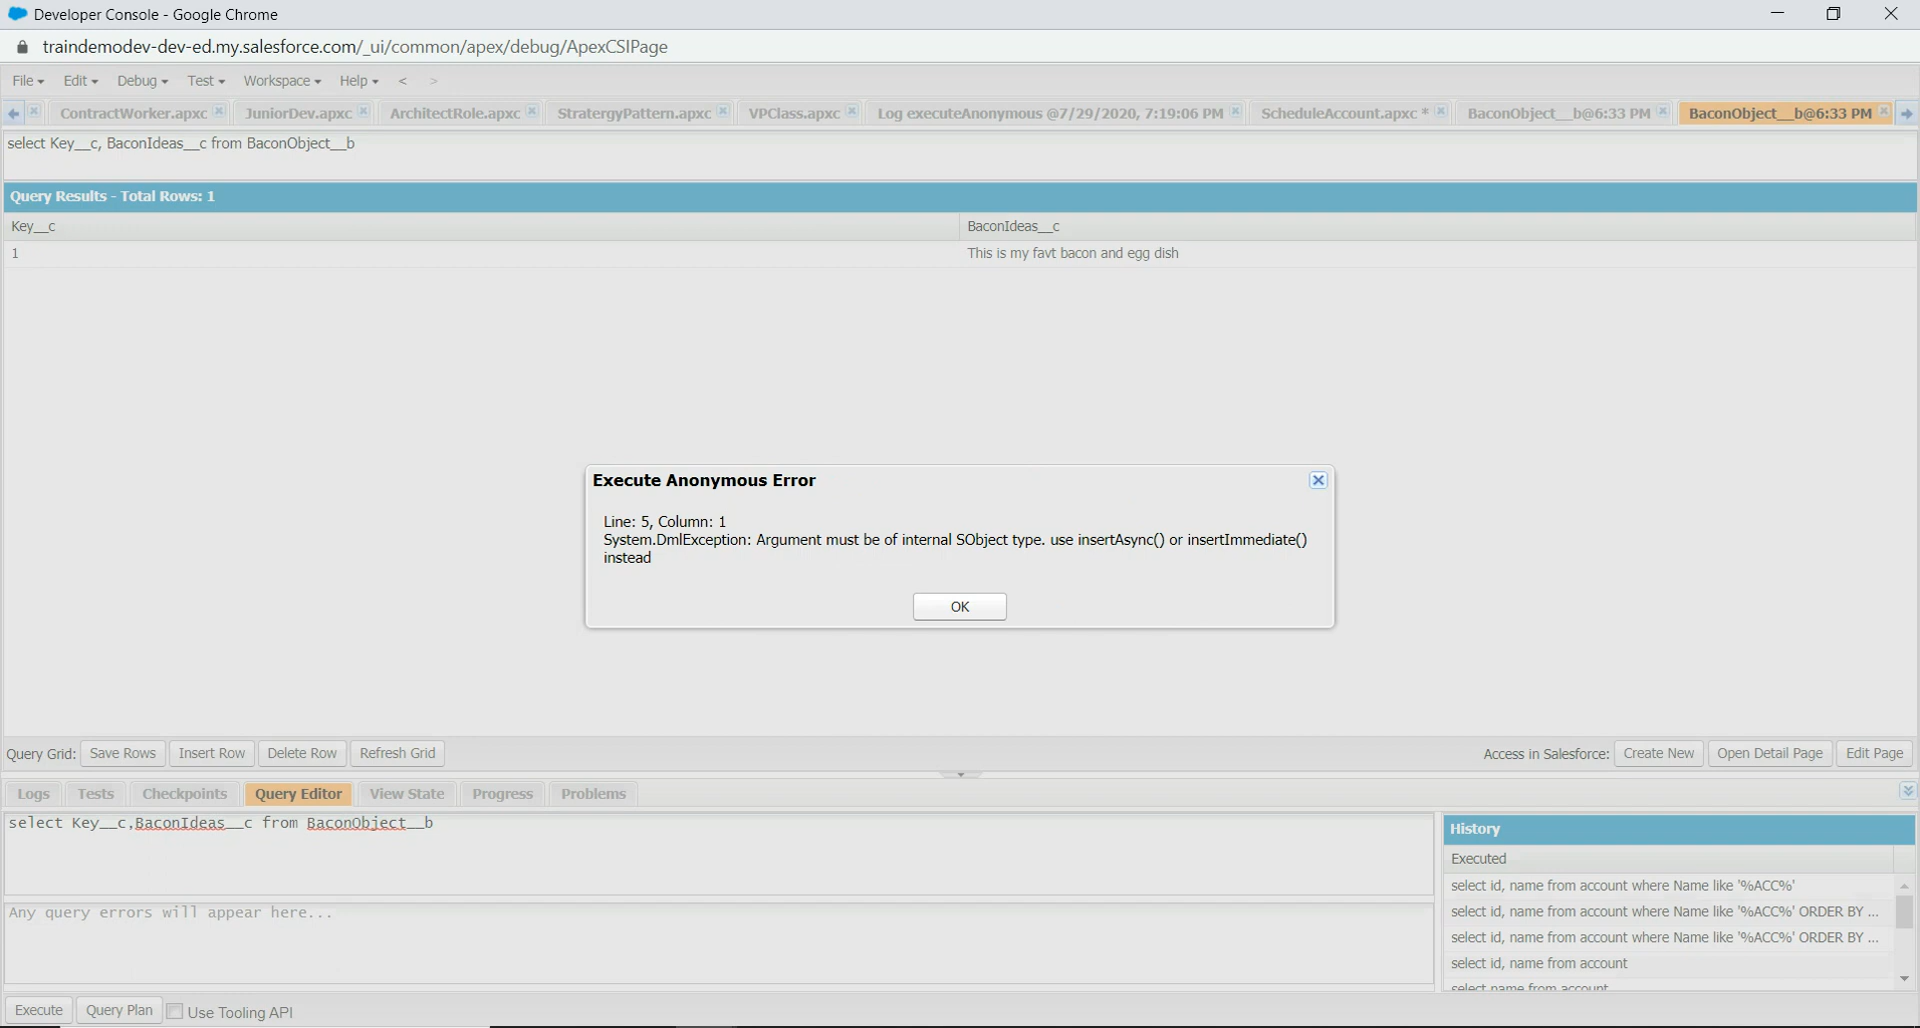 Developer Console - Google Chrome
traindemodev-dev-ed.my.salesforce.com/_ui/common/apex/debug/ApexCSIPage
File Edit Debug Test Workspace Help < >
ContractWorker.apxc JuniorDev.apxc ArchitectRole.apxc StratergyPattern.apxc VPClass.apxc Log executeAnonymous @7/29/2020, 7:19:06 PM ScheduleAccount.apxc * BaconObject__b@6:33 PM BaconObject__b@6:33 PM
select Key__c, BaconIdeas__c from BaconObject__b
Query Results - Total Rows: 1
Key__c BaconIdeas__c
1 This is my favt bacon and egg dish
Execute Anonymous Error
Line: 5, Column: 1
System.DmlException: Argument must be of internal SObject type. use insertAsync() or insertImmediate()
instead
OK
Query Grid: Save Rows Insert Row Delete Row Refresh Grid Access in Salesforce: Create New Open Detail Page Edit Page
Logs Tests Checkpoints Query Editor View State Progress Problems
select Key__c,BaconIdeas__c from BaconObject__b
Any query errors will appear here...
History
Executed
select id, name from account where Name like '%ACC%'
select id, name from account where Name like '%ACC%' ORDER BY ...
select id, name from account where Name like '%ACC%' ORDER BY ...
select id, name from account
select name from account
Execute Query Plan Use Tooling API